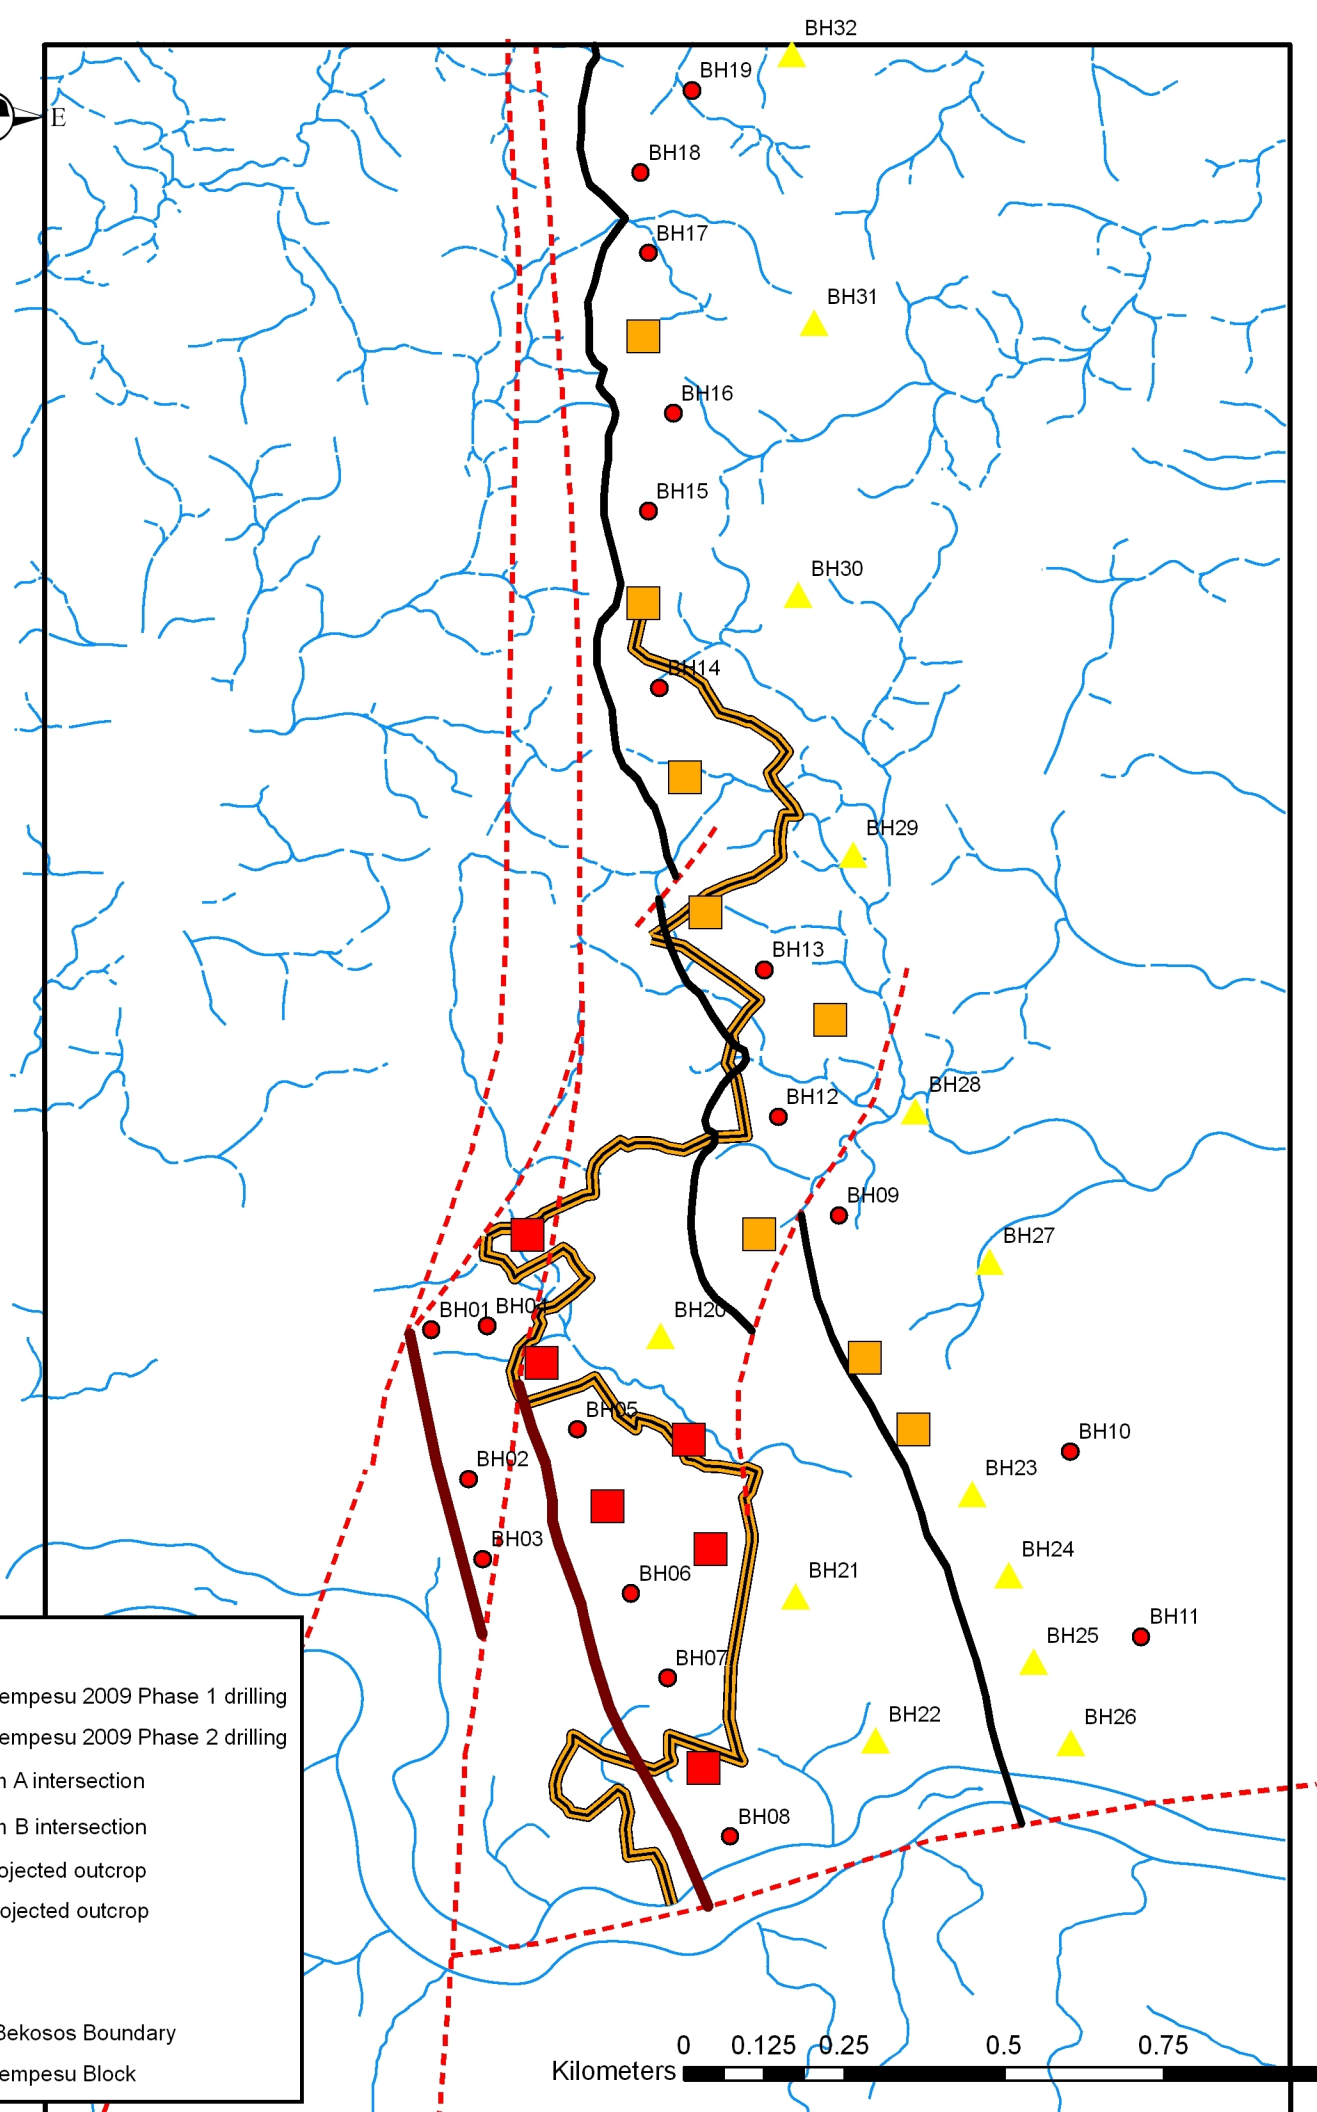 BH32
BH19
E
BH18
BH17
BH31
BH16
BH15
BH30
BH14
BH29
BH13
BH28
BH12
BH09
BH27
BH01
BH04
BH20
BH05
BH10
BH02
BH23
BH03
BH24
BH06
BH21
BH11
BH25
BH07
BH22
BH26
BH08
empesu 2009 Phase 1 drilling
empesu 2009 Phase 2 drilling
A intersection
B intersection
ojected outcrop
ojected outcrop
Bekosos Boundary
empesu Block
0 0.125 0.25 0.5 0.75
Kilometers